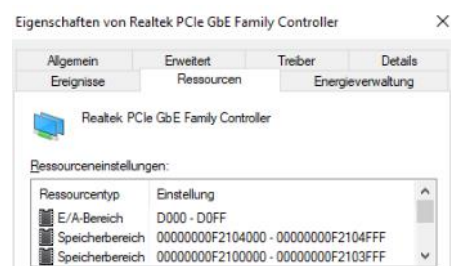 Eigenschaften von Realtek PCIe GbE Family Controller
Allgemein Erweitert Treiber Details
Ereignisse Ressourcen Energieverwaltung
Realtek PCIe GbE Family Controller
Ressourceneinstellungen:
Ressourcentyp Einstellung
E/A-Bereich D000 - D0FF
Speicherbereich 00000000F2104000 - 00000000F2104FFF
Speicherbereich 00000000F2100000 - 00000000F2103FFF